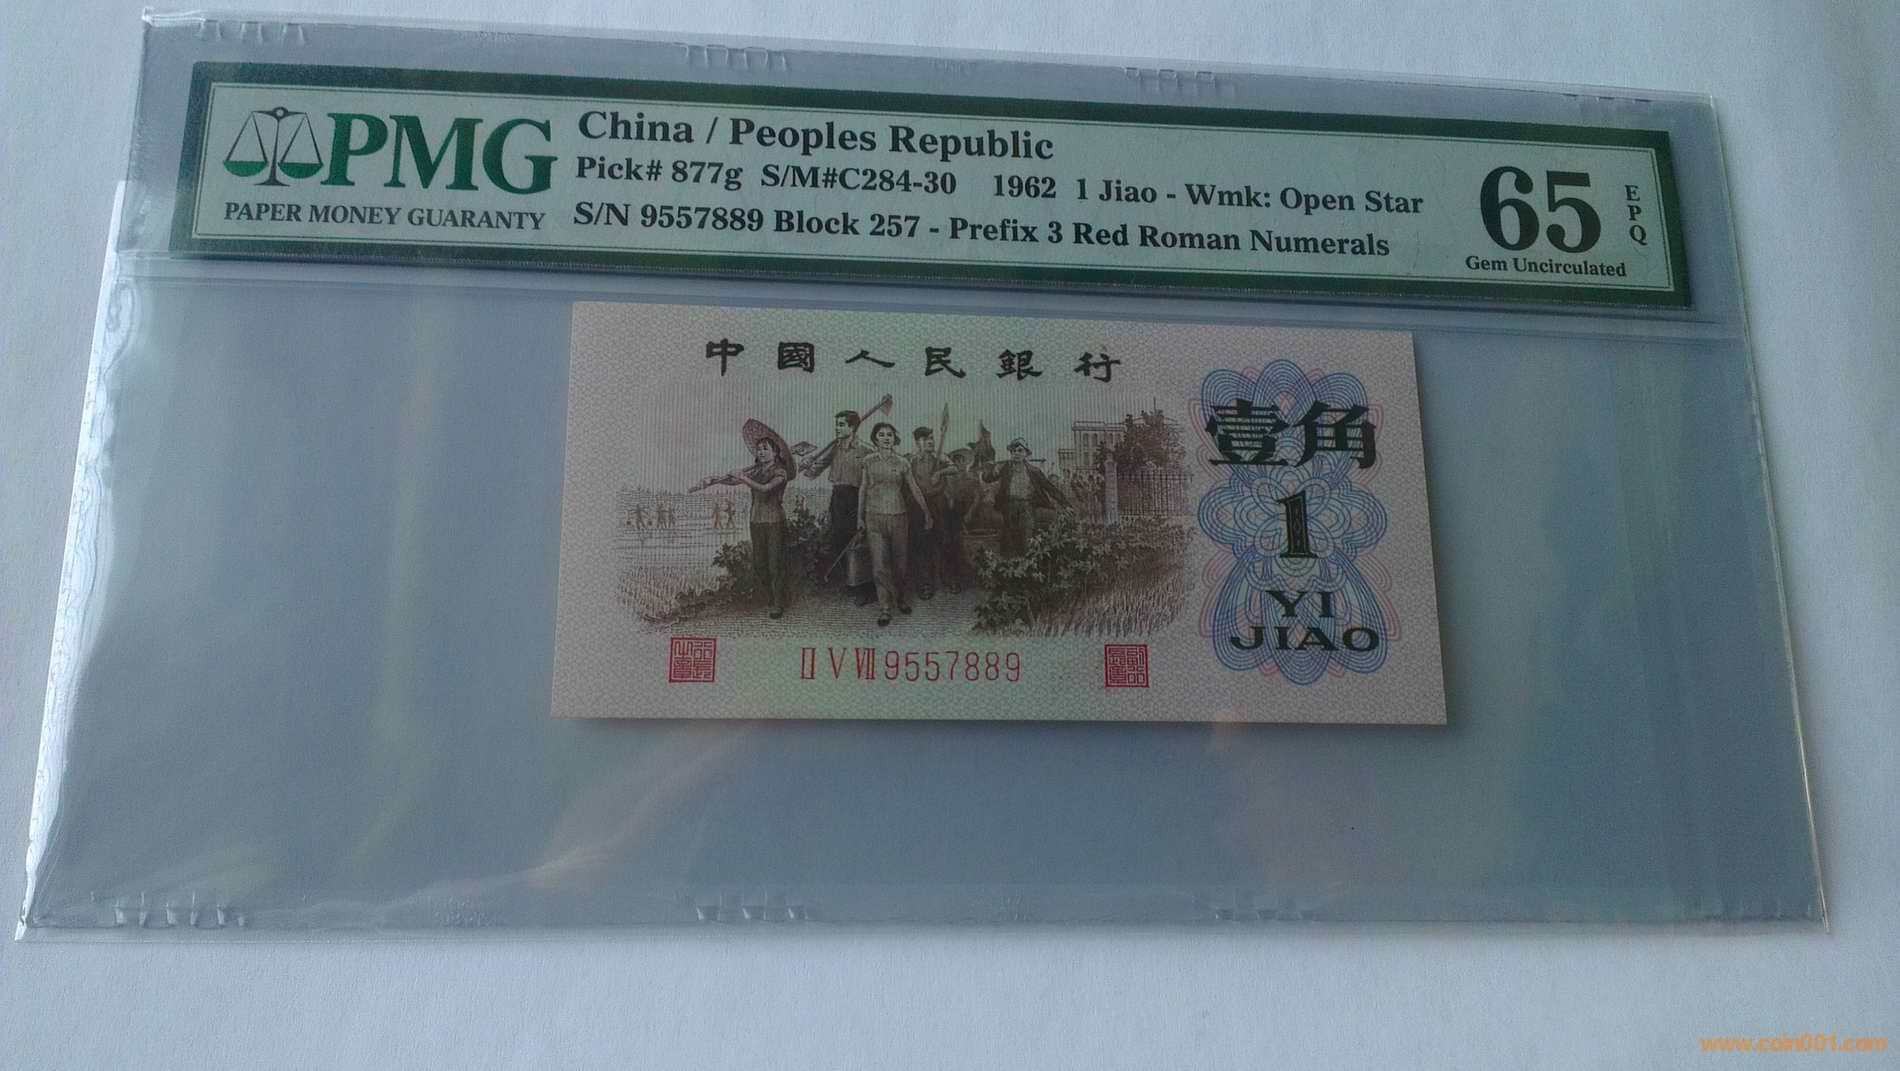 PMG
PAPER MONEY GUARANTY
China / Peoples Republic
Pick# 877g S/M#C284-30 1962 1 Jiao - Wmk: Open Star
S/N 9557889 Block 257 - Prefix 3 Red Roman Numerals
65
EPQ
Gem Uncirculated
中國人民銀行
壹角
1
YI
JIAO
II V VII 9557889
www.coin001.com